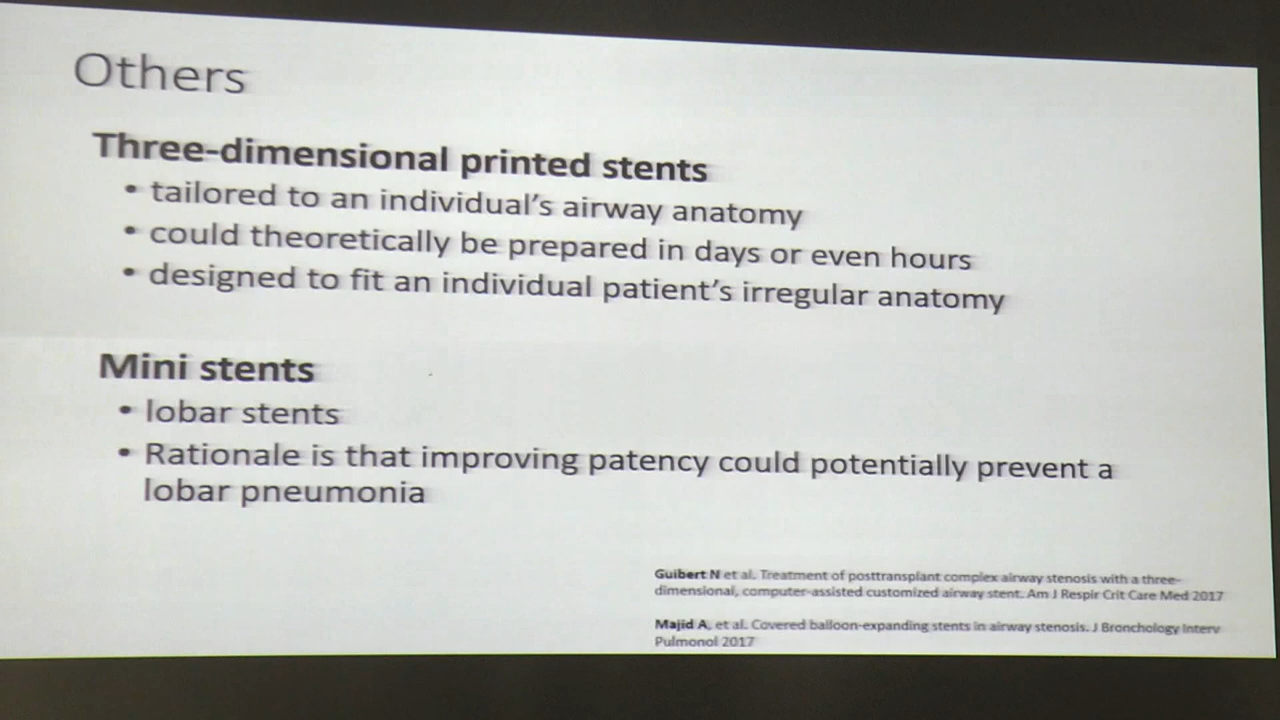 Others
Three-dimensional printed stents
• tailored to an individual's airway anatomy
• could theoretically be prepared in days or even hours
• designed to fit an individual patient's irregular anatomy
Mini stents
• lobar stents
• Rationale is that improving patency could potentially prevent a
lobar pneumonia
Guibert N et al. Treatment of posttransplant complex airway stenosis with a three-
dimensional, computer-assisted customized airway stent. Am J Respir Crit Care Med 2017
Majid A, et al. Covered balloon-expanding stents in airway stenosis. J Bronchology Interv
Pulmonol 2017